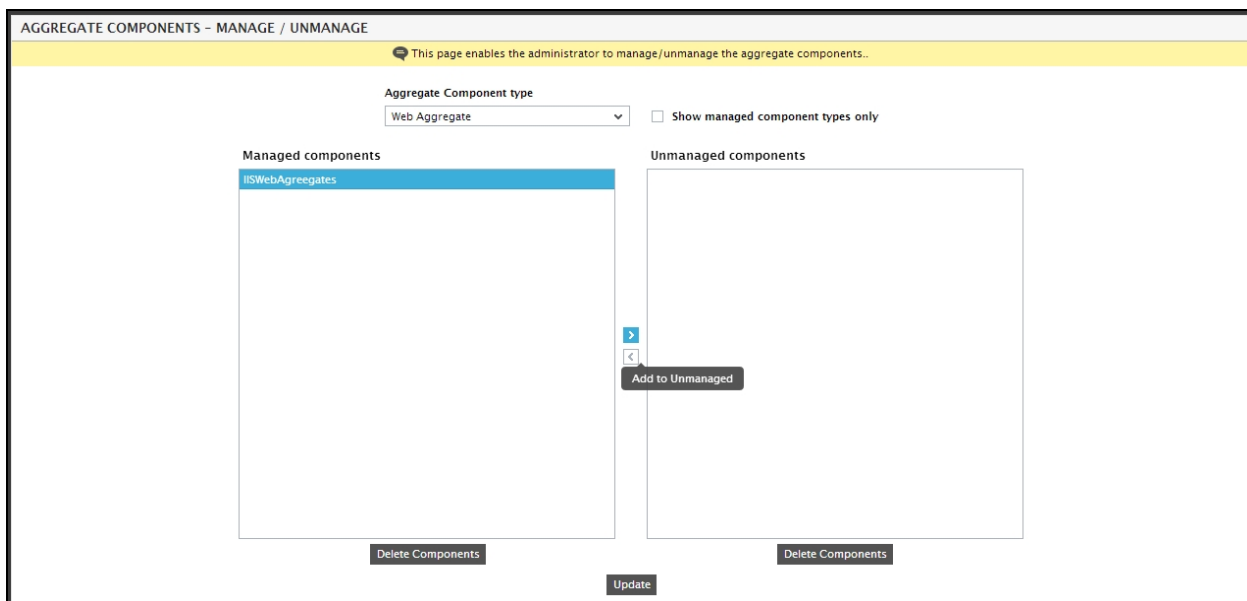 AGGREGATE COMPONENTS – MANAGE / UNMANAGE
This page enables the administrator to manage/unmanage the aggregate components..
Aggregate Component type
Web Aggregate
Show managed component types only
Managed components
Unmanaged components
IISWebAgreegates
>
<
Add to Unmanaged
Delete Components
Delete Components
Update